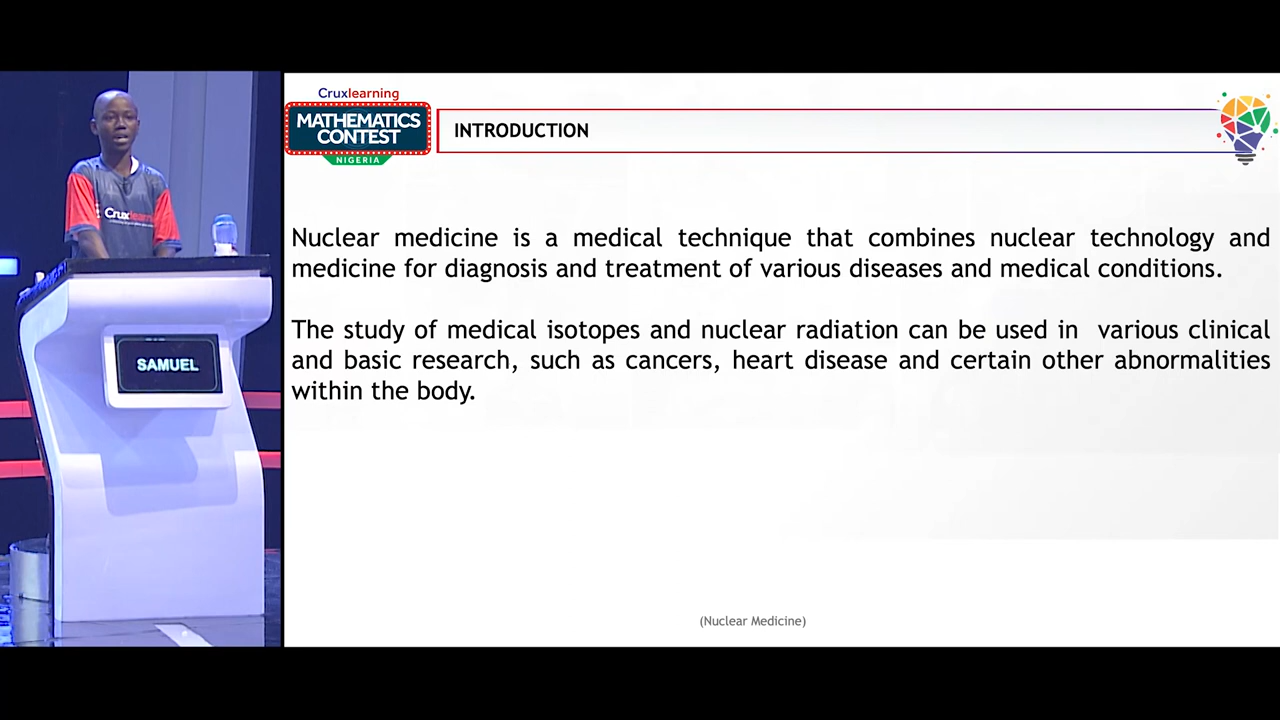 Cruxlearning
MATHEMATICS
CONTEST
NIGERIA
INTRODUCTION
Nuclear medicine is a medical technique that combines nuclear technology and
medicine for diagnosis and treatment of various diseases and medical conditions.
The study of medical isotopes and nuclear radiation can be used in various clinical
and basic research, such as cancers, heart disease and certain other abnormalities
within the body.
(Nuclear Medicine)
Cruxlearning
SAMUEL